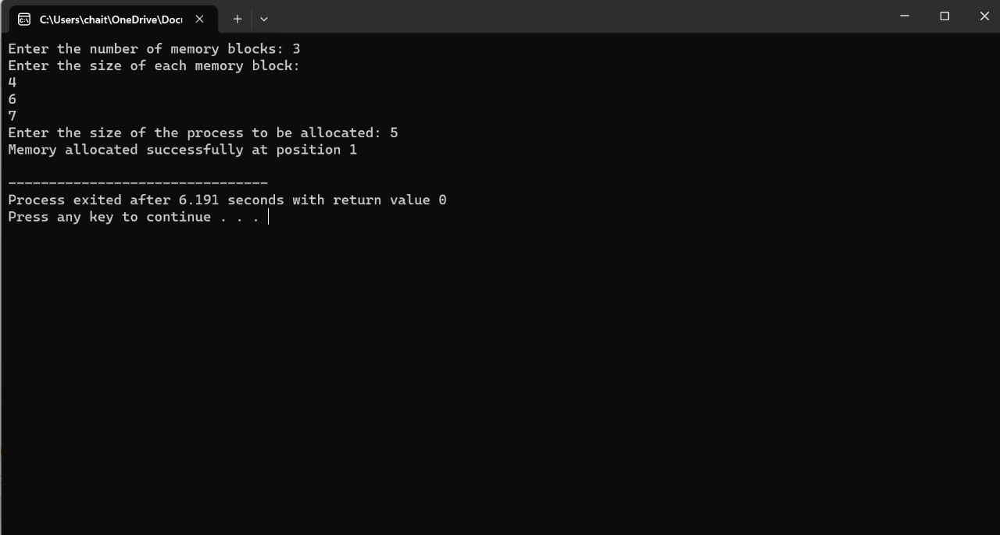 C:\Users\chait\OneDrive\Docu
Enter the number of memory blocks: 3
Enter the size of each memory block:
4
6
7
Enter the size of the process to be allocated: 5
Memory allocated successfully at position 1
--------------------------------
Process exited after 6.191 seconds with return value 0
Press any key to continue . . .